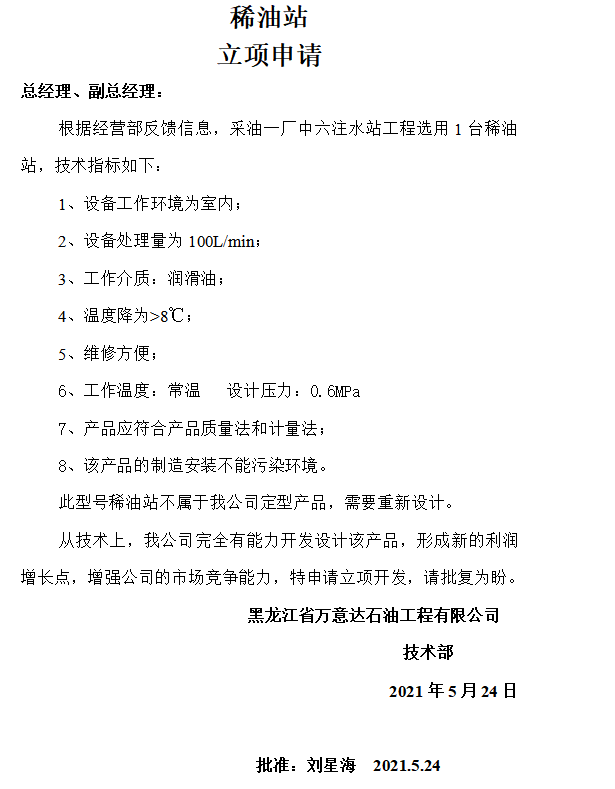 稀油站
立项申请
总经理、副总经理：
根据经营部反馈信息，采油一厂中六注水站工程选用 1 台稀油
站，技术指标如下：
1、设备工作环境为室内；
2、设备处理量为 100L/min；
3、工作介质：润滑油；
4、温度降为>8℃；
5、维修方便；
6、工作温度：常温 设计压力：0.6MPa
7、产品应符合产品质量法和计量法；
8、该产品的制造安装不能污染环境。
此型号稀油站不属于我公司定型产品，需要重新设计。
从技术上，我公司完全有能力开发设计该产品，形成新的利润
增长点，增强公司的市场竞争能力，特申请立项开发，请批复为盼。
黑龙江省万意达石油工程有限公司
技术部
2021 年 5 月 24 日
批准：刘星海 2021.5.24